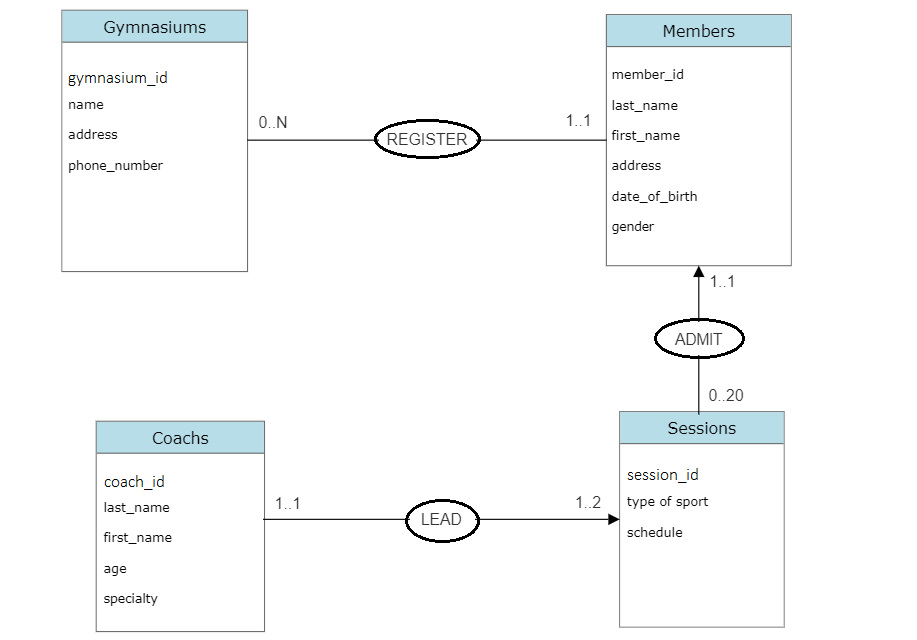 Gymnasiums
gymnasium_id
name
address
phone_number
0..N
REGISTER
1..1
Members
member_id
last_name
first_name
address
date_of_birth
gender
1..1
ADMIT
0..20
Coachs
coach_id
last_name
first_name
age
specialty
1..1
LEAD
1..2
Sessions
session_id
type of sport
schedule